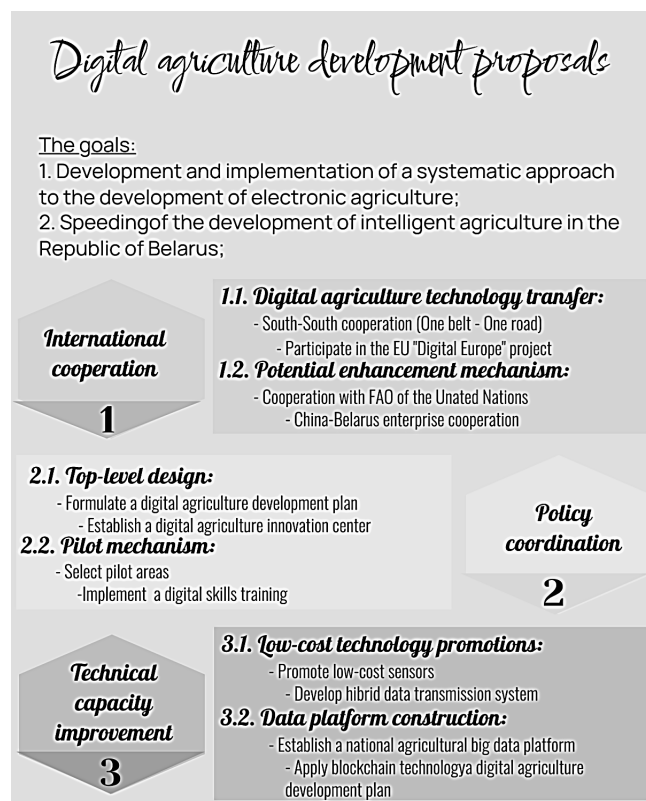 Digital agriculture development proposals
The goals:
1. Development and implementation of a systematic approach
to the development of electronic agriculture;
2. Speedingof the development of intelligent agriculture in the
Republic of Belarus;
International
cooperation
1
1.1. Digital agriculture technology transfer:
- South-South cooperation (One belt - One road)
- Participate in the EU "Digital Europe" project
1.2. Potential enhancement mechanism:
- Cooperation with FAO of the Unated Nations
- China-Belarus enterprise cooperation
2.1. Top-level design:
- Formulate a digital agriculture development plan
- Establish a digital agriculture innovation center
2.2. Pilot mechanism:
- Select pilot areas
-Implement a digital skills training
Policy
coordination
2
Technical
capacity
improvement
3
3.1. Low-cost technology promotions:
- Promote low-cost sensors
- Develop hibrid data transmission system
3.2. Data platform construction:
- Establish a national agricultural big data platform
- Apply blockchain technologya digital agriculture
development plan